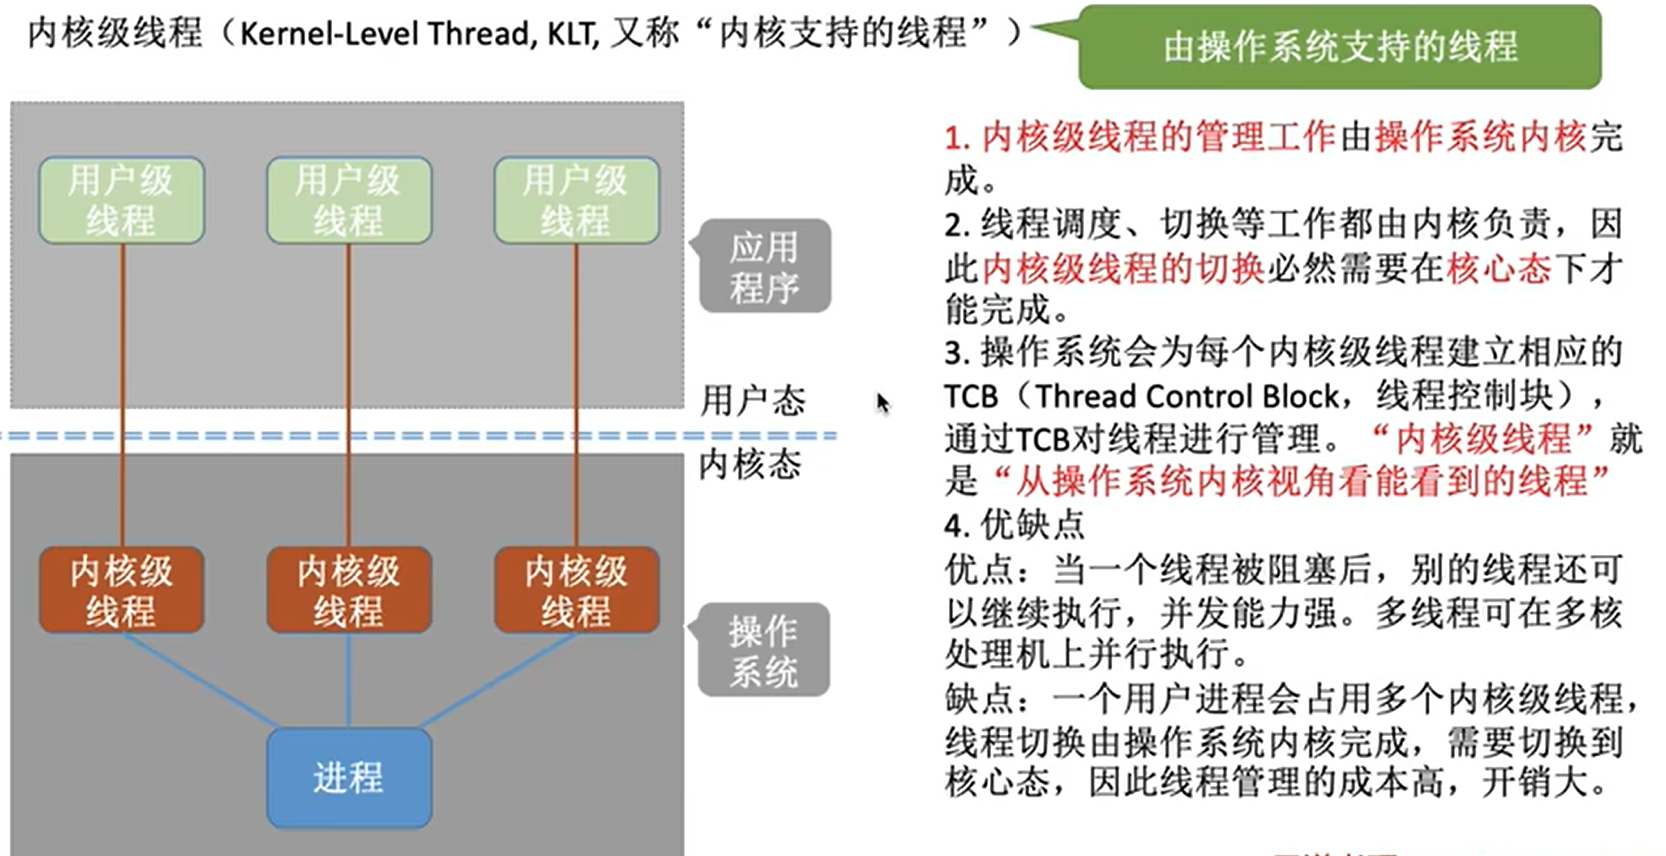 内核级线程（Kernel-Level Thread, KLT, 又称“内核支持的线程”）
由操作系统支持的线程
用户级
线程
用户级
线程
用户级
线程
应用
程序
用户态
内核态
内核级
线程
内核级
线程
内核级
线程
操作
系统
进程
1. 内核级线程的管理工作由操作系统内核完
成。
2. 线程调度、切换等工作都由内核负责，因
此内核级线程的切换必然需要在核心态下才
能完成。
3. 操作系统会为每个内核级线程建立相应的
TCB（Thread Control Block，线程控制块），
通过TCB对线程进行管理。“内核级线程”就
是“从操作系统内核视角看能看到的线程”
4. 优缺点
优点：当一个线程被阻塞后，别的线程还可
以继续执行，并发能力强。多线程可在多核
处理机上并行执行。
缺点：一个用户进程会占用多个内核级线程，
线程切换由操作系统内核完成，需要切换到
核心态，因此线程管理的成本高，开销大。